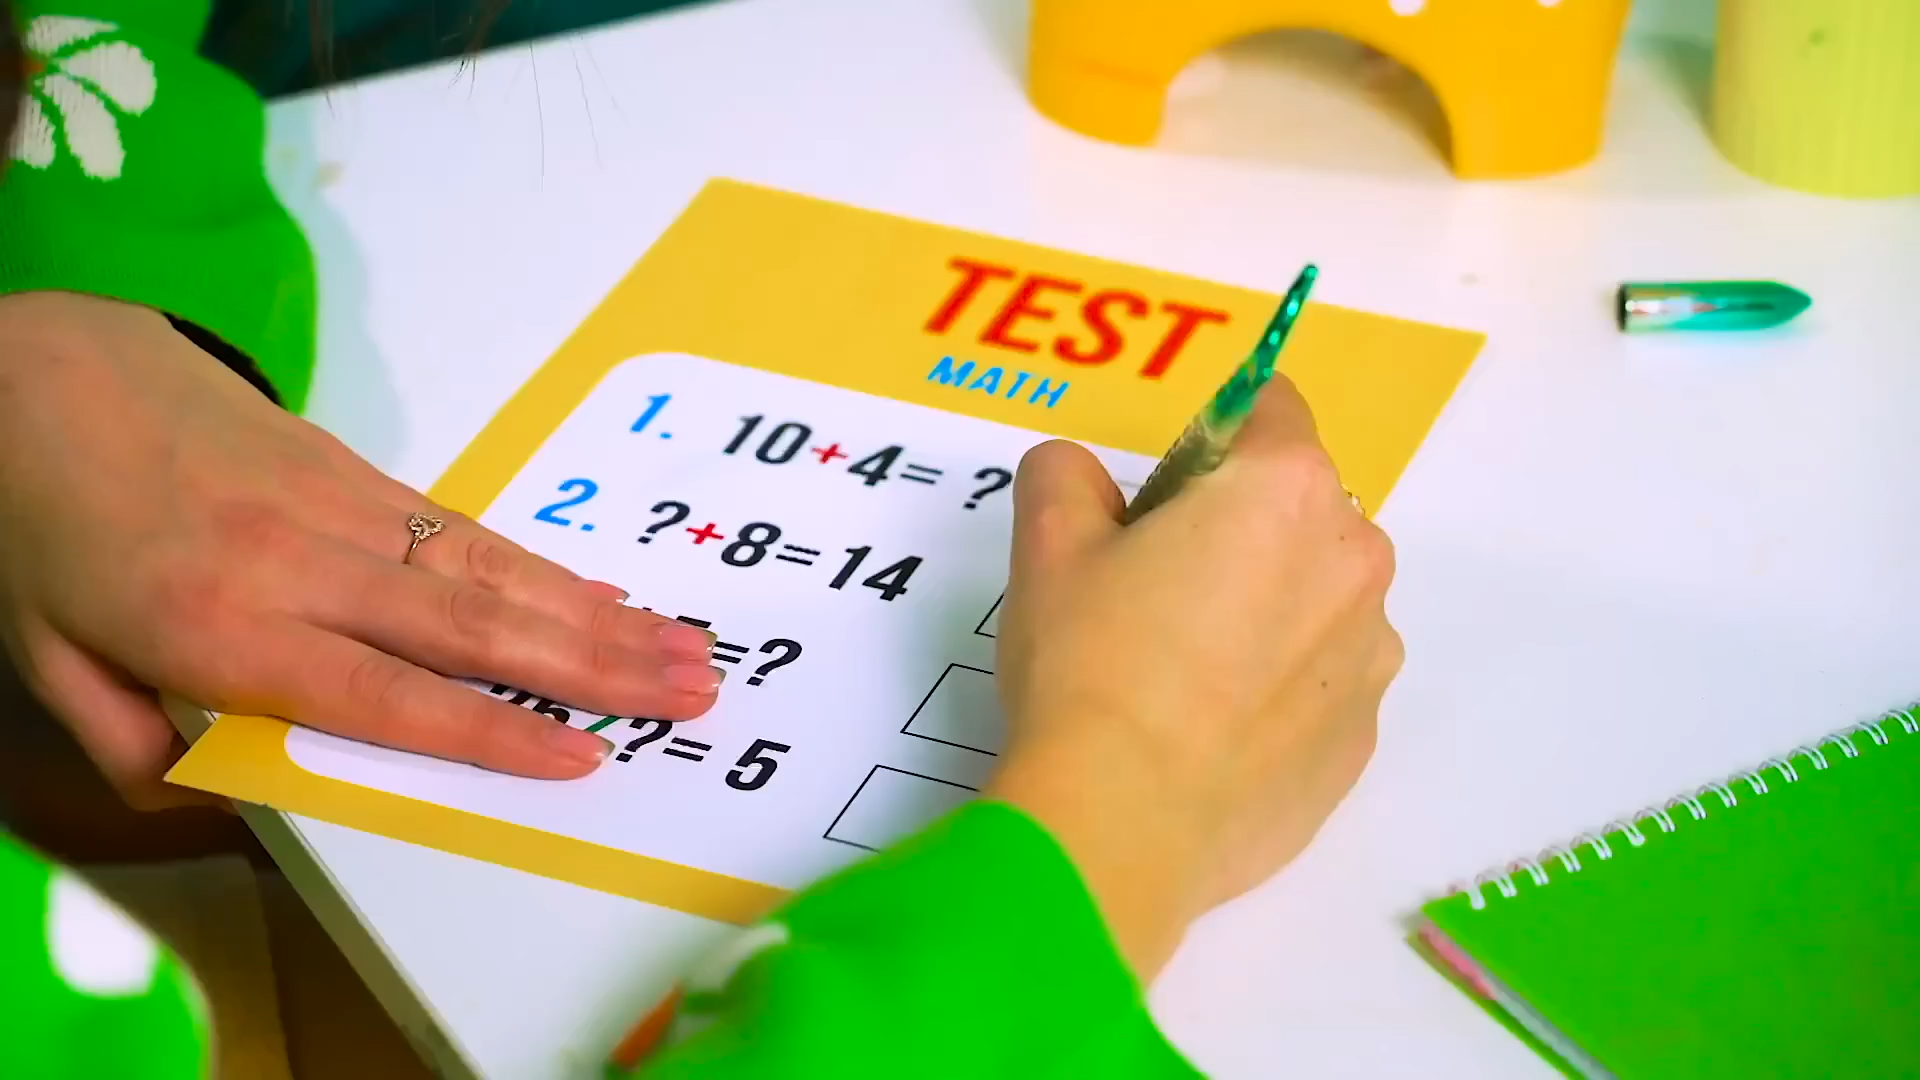 TEST
MATH
1. 10+4= ?
2. ?+8=14
=?
?= 5